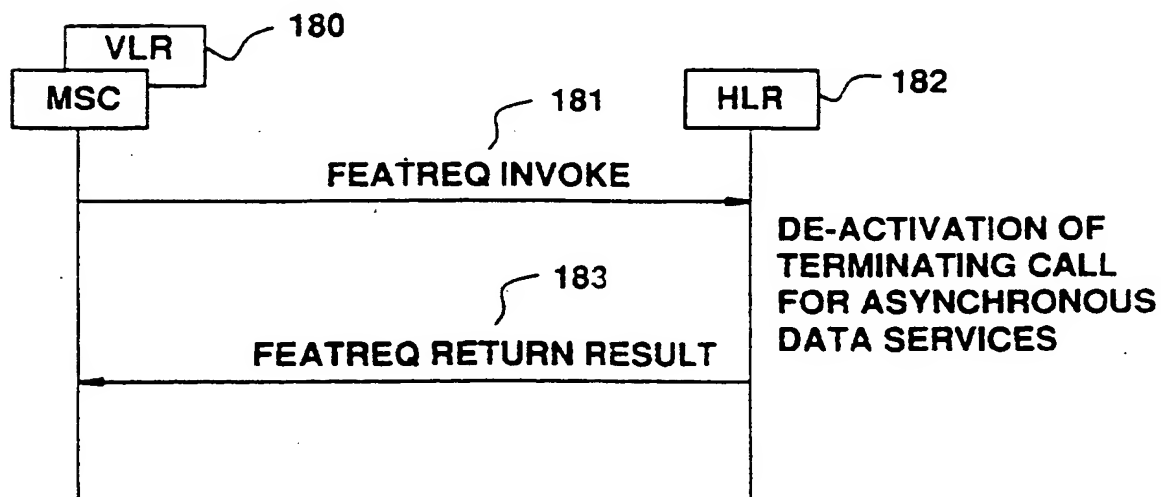 VLR
180
MSC
HLR
182
181
FEATREQ INVOKE
DE-ACTIVATION OF
TERMINATING CALL
FOR ASYNCHRONOUS
DATA SERVICES
183
FEATREQ RETURN RESULT